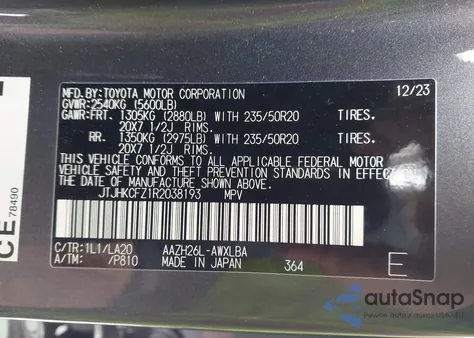 MFD.BY:TOYOTA MOTOR CORPORATION 12/23
GVWR:2540KG (5600LB)
GAWR:FRT. 1305KG (2880LB) WITH 235/50R20 TIRES.
20X7 1/2J RIMS.
RR. 1350KG (2975LB) WITH 235/50R20 TIRES.
20X7 1/2J RIMS.
THIS VEHICLE CONFORMS TO ALL APPLICABLE FEDERAL MOTOR
VEHICLE SAFETY AND THEFT PREVENTION STANDARDS IN EFFECT
ON THE DATE OF MANUFACTURE SHOWN ABOVE.
JTJHKCFZ1R2038193 MPV
C/TR:1L1/LA20 AAZH26L-AWXLBA
A/TM: /P810 MADE IN JAPAN 364 E
CE 78490
autoSnap